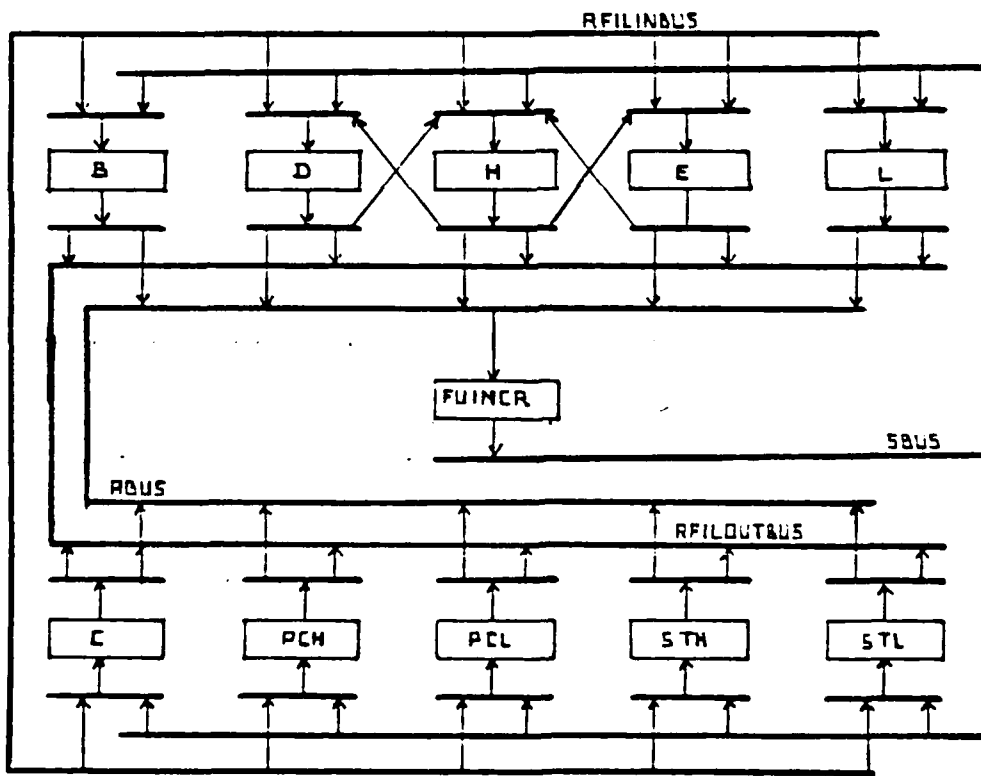 RFILINBUS
B D H E L
FUINCR
SBUS
ABUS
RFILOUTBUS
C PCH PCL STH STL